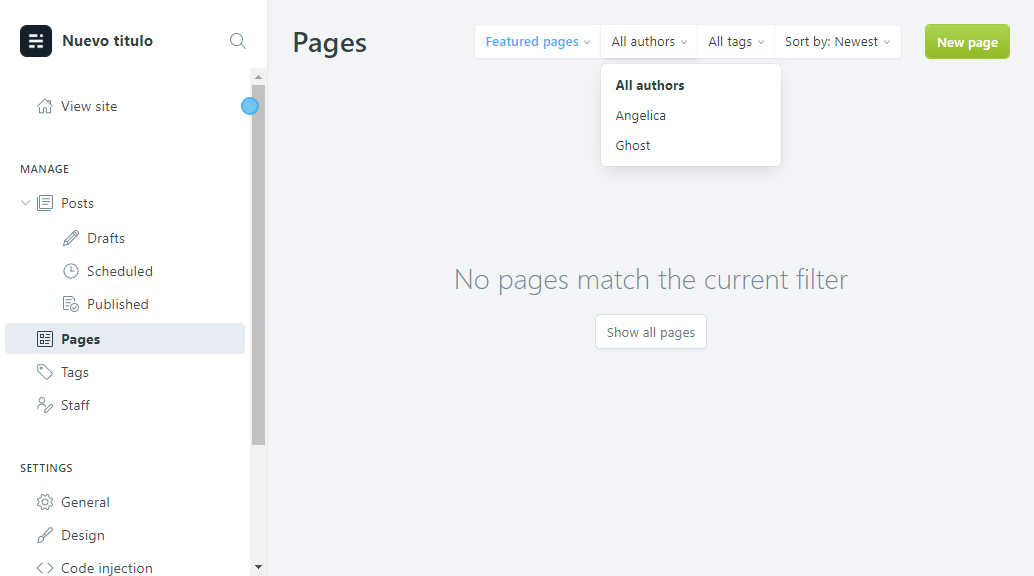 Nuevo titulo
View site
MANAGE
Posts
Drafts
Scheduled
Published
Pages
Tags
Staff
SETTINGS
General
Design
Code injection
Pages
Featured pages
All authors
All tags
Sort by: Newest
New page
All authors
Angelica
Ghost
No pages match the current filter
Show all pages